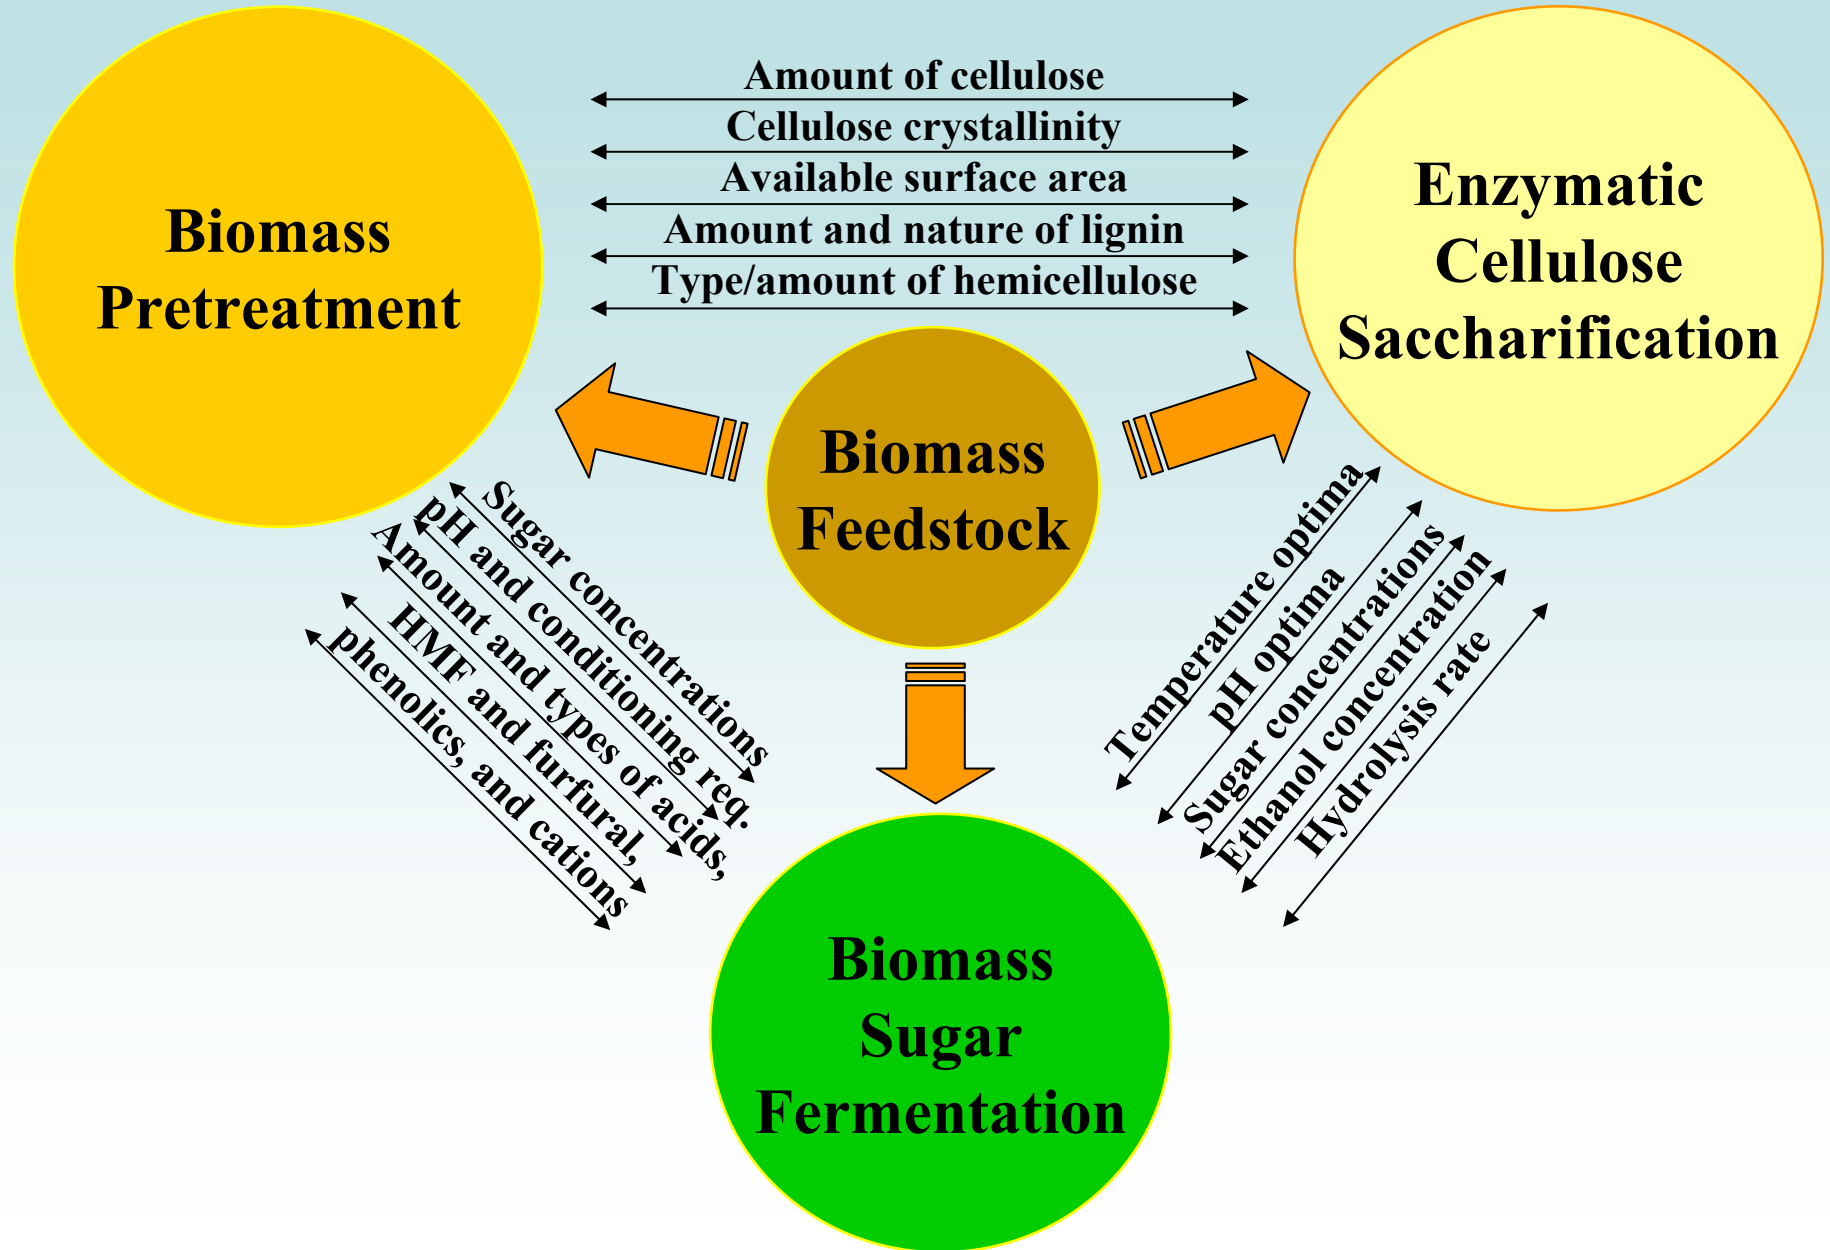 Amount of cellulose
Cellulose crystallinity
Available surface area
Amount and nature of lignin
Type/amount of hemicellulose
Biomass
Pretreatment
Enzymatic
Cellulose
Saccharification
Biomass
Feedstock
Sugar concentrations
pH and conditioning req.
Amount and types of acids,
HMF and furfural,
phenolics, and cations
Temperature optima
pH optima
Sugar concentrations
Ethanol concentration
Hydrolysis rate
Biomass
Sugar
Fermentation